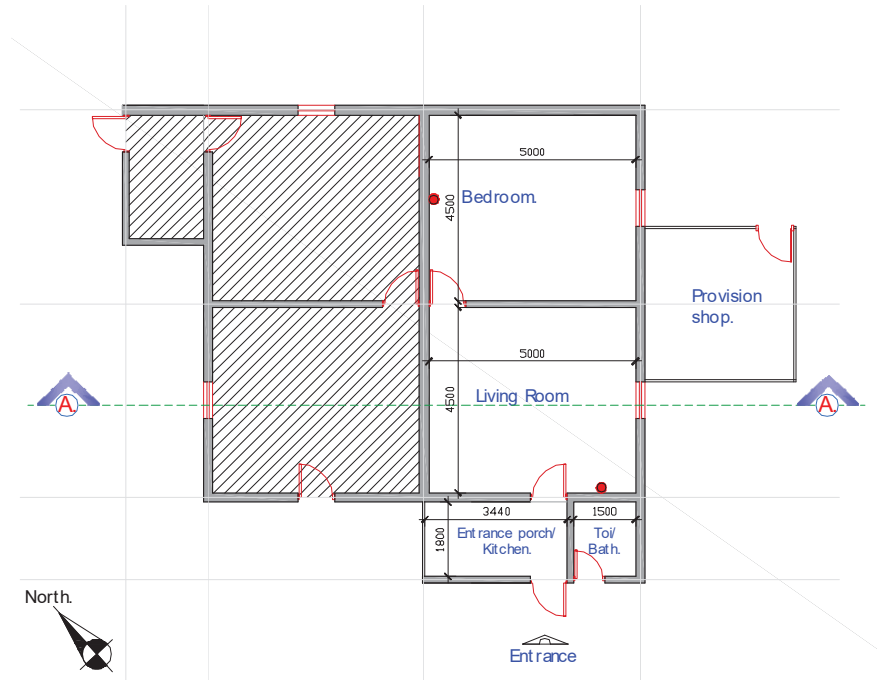 5000
Bedroom.
4500
Provision
shop.
5000
Living Room
4500
A.
A.
3440
1500
1800
Entrance porch/
Kitchen.
Toi/
Bath.
North.
Entrance